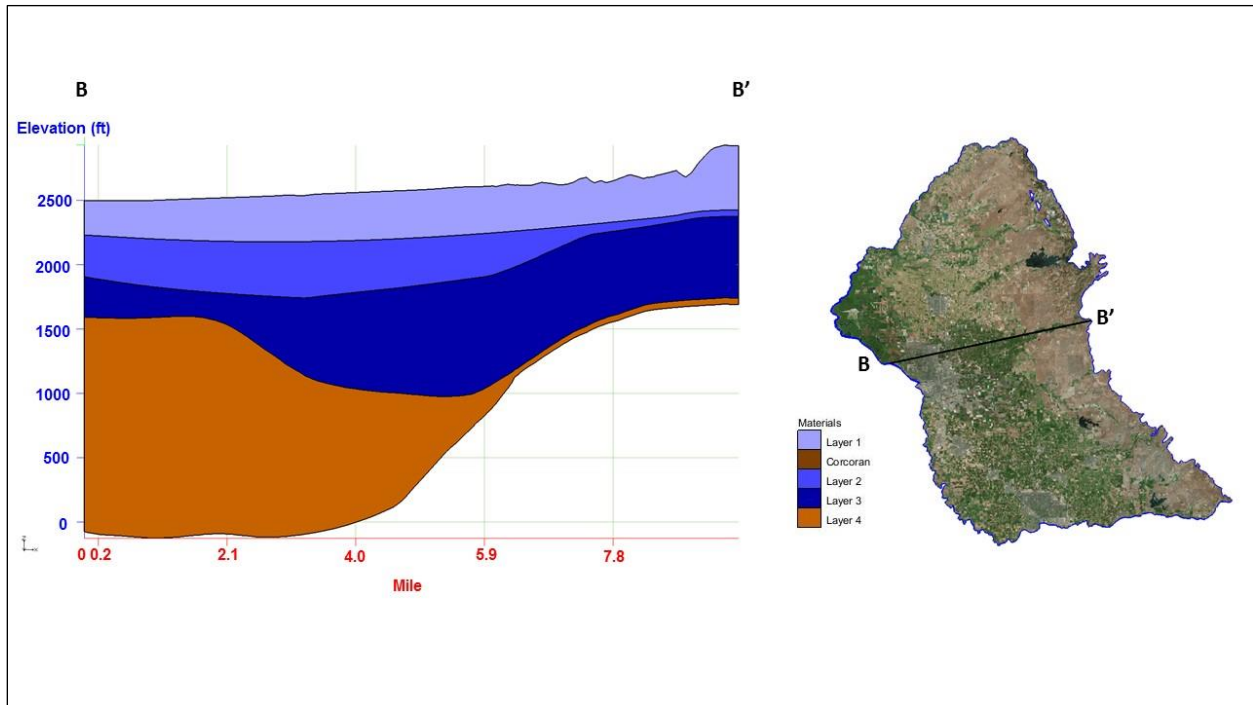 B
B’
Elevation (ft)
2500
2000
1500
1000
500
0
0 0.2 2.1 4.0 5.9 7.8
Mile
B
B’
Materials
Layer 1
Corcoran
Layer 2
Layer 3
Layer 4